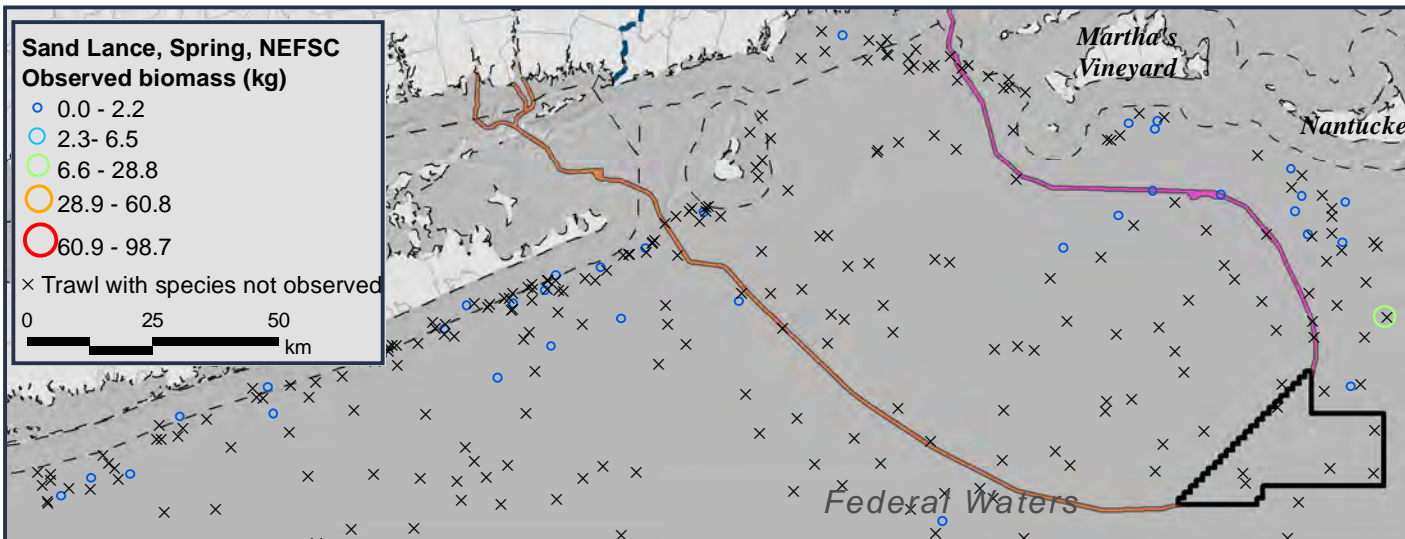 Sand Lance, Spring, NEFSC
Observed biomass (kg)
0.0 - 2.2
2.3- 6.5
6.6 - 28.8
28.9 - 60.8
60.9 - 98.7
× Trawl with species not observed
0 25 50
km
Martha's
Vineyard
Nantucke
Federal Waters